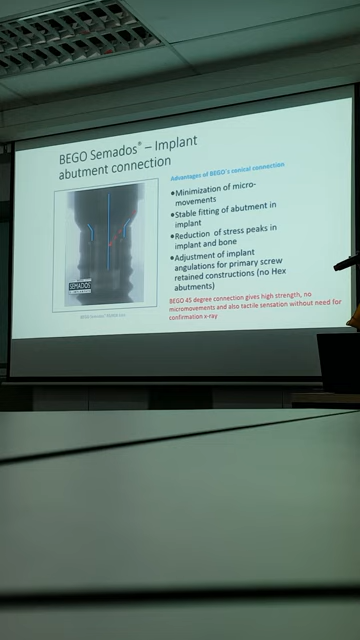 BEGO Semados® – Implant
abutment connection
Advantages of BEGO's conical connection
•Minimization of micro-
movements
•Stable fitting of abutment in
implant
•Reduction of stress peaks in
implant and bone
•Adjustment of implant
angulations for primary screw
retained constructions (no Hex
abutments)
BEGO 45 degree connection gives high strength, no
micromovements and also tactile sensation without need for
confirmation x-ray
SEMADOS